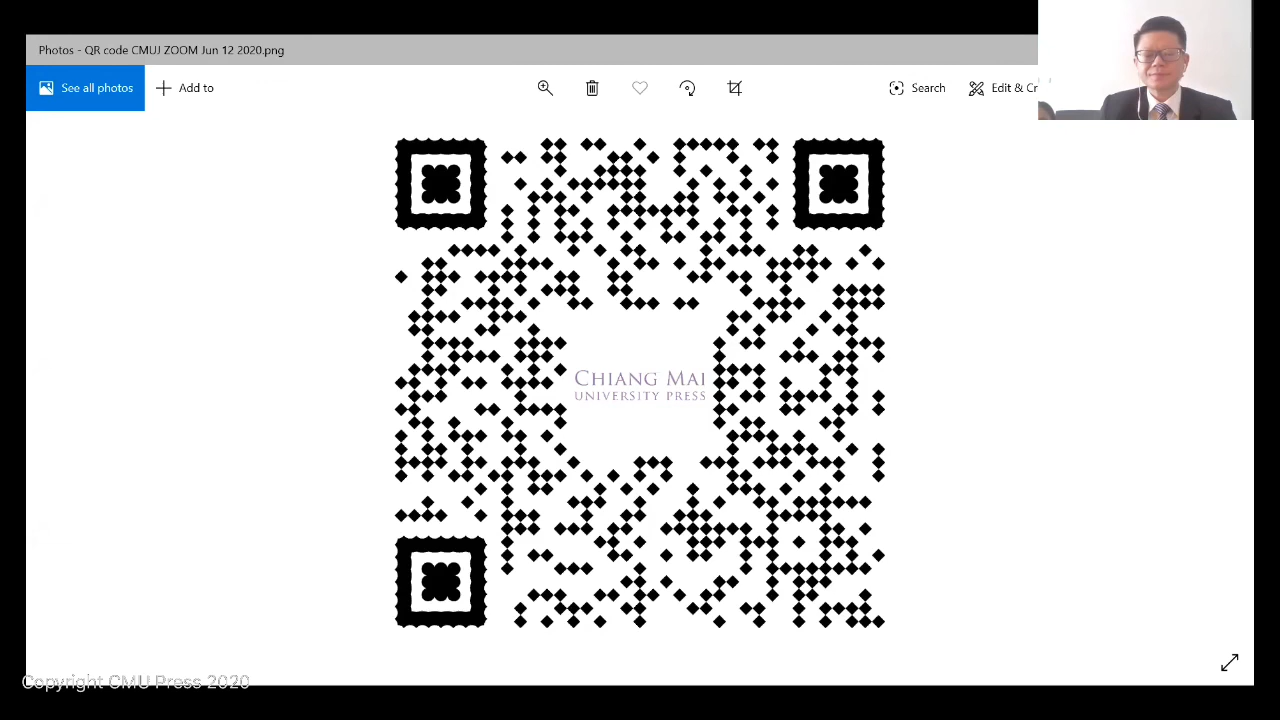 Photos - QR code CMUJ ZOOM Jun 12 2020.png
See all photos
Add to
Search
Edit & Cr
CHIANG MAI
UNIVERSITY PRESS
Copyright CMU Press 2020